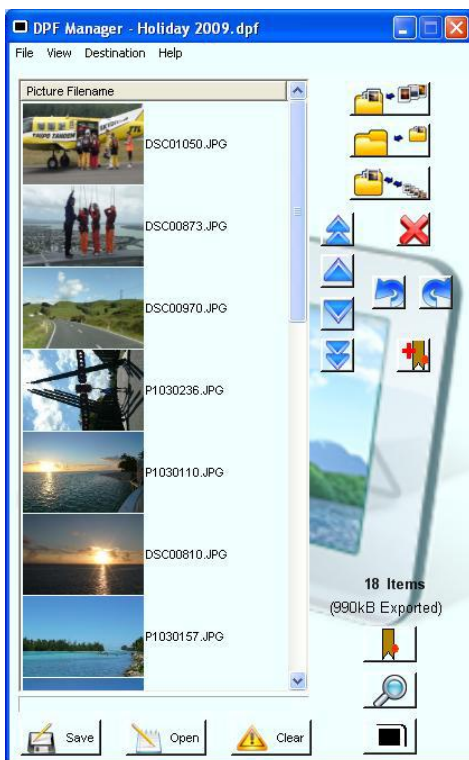 DPF Manager - Holiday 2009.dpf
File View Destination Help
Picture Filename
DSC01050.JPG
DSC00873.JPG
DSC00970.JPG
P1030236.JPG
P1030110.JPG
DSC00810.JPG
P1030157.JPG
18 Items
(990kB Exported)
Save Open Clear